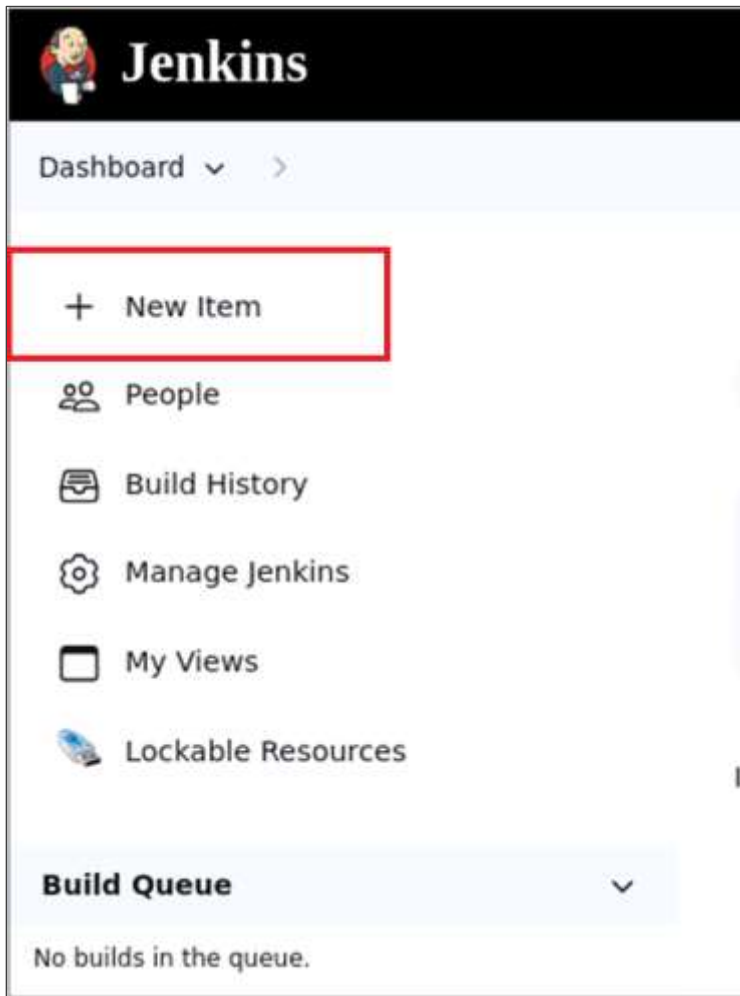 Jenkins
Dashboard
New Item
People
Build History
Manage Jenkins
My Views
Lockable Resources
Build Queue
No builds in the queue.